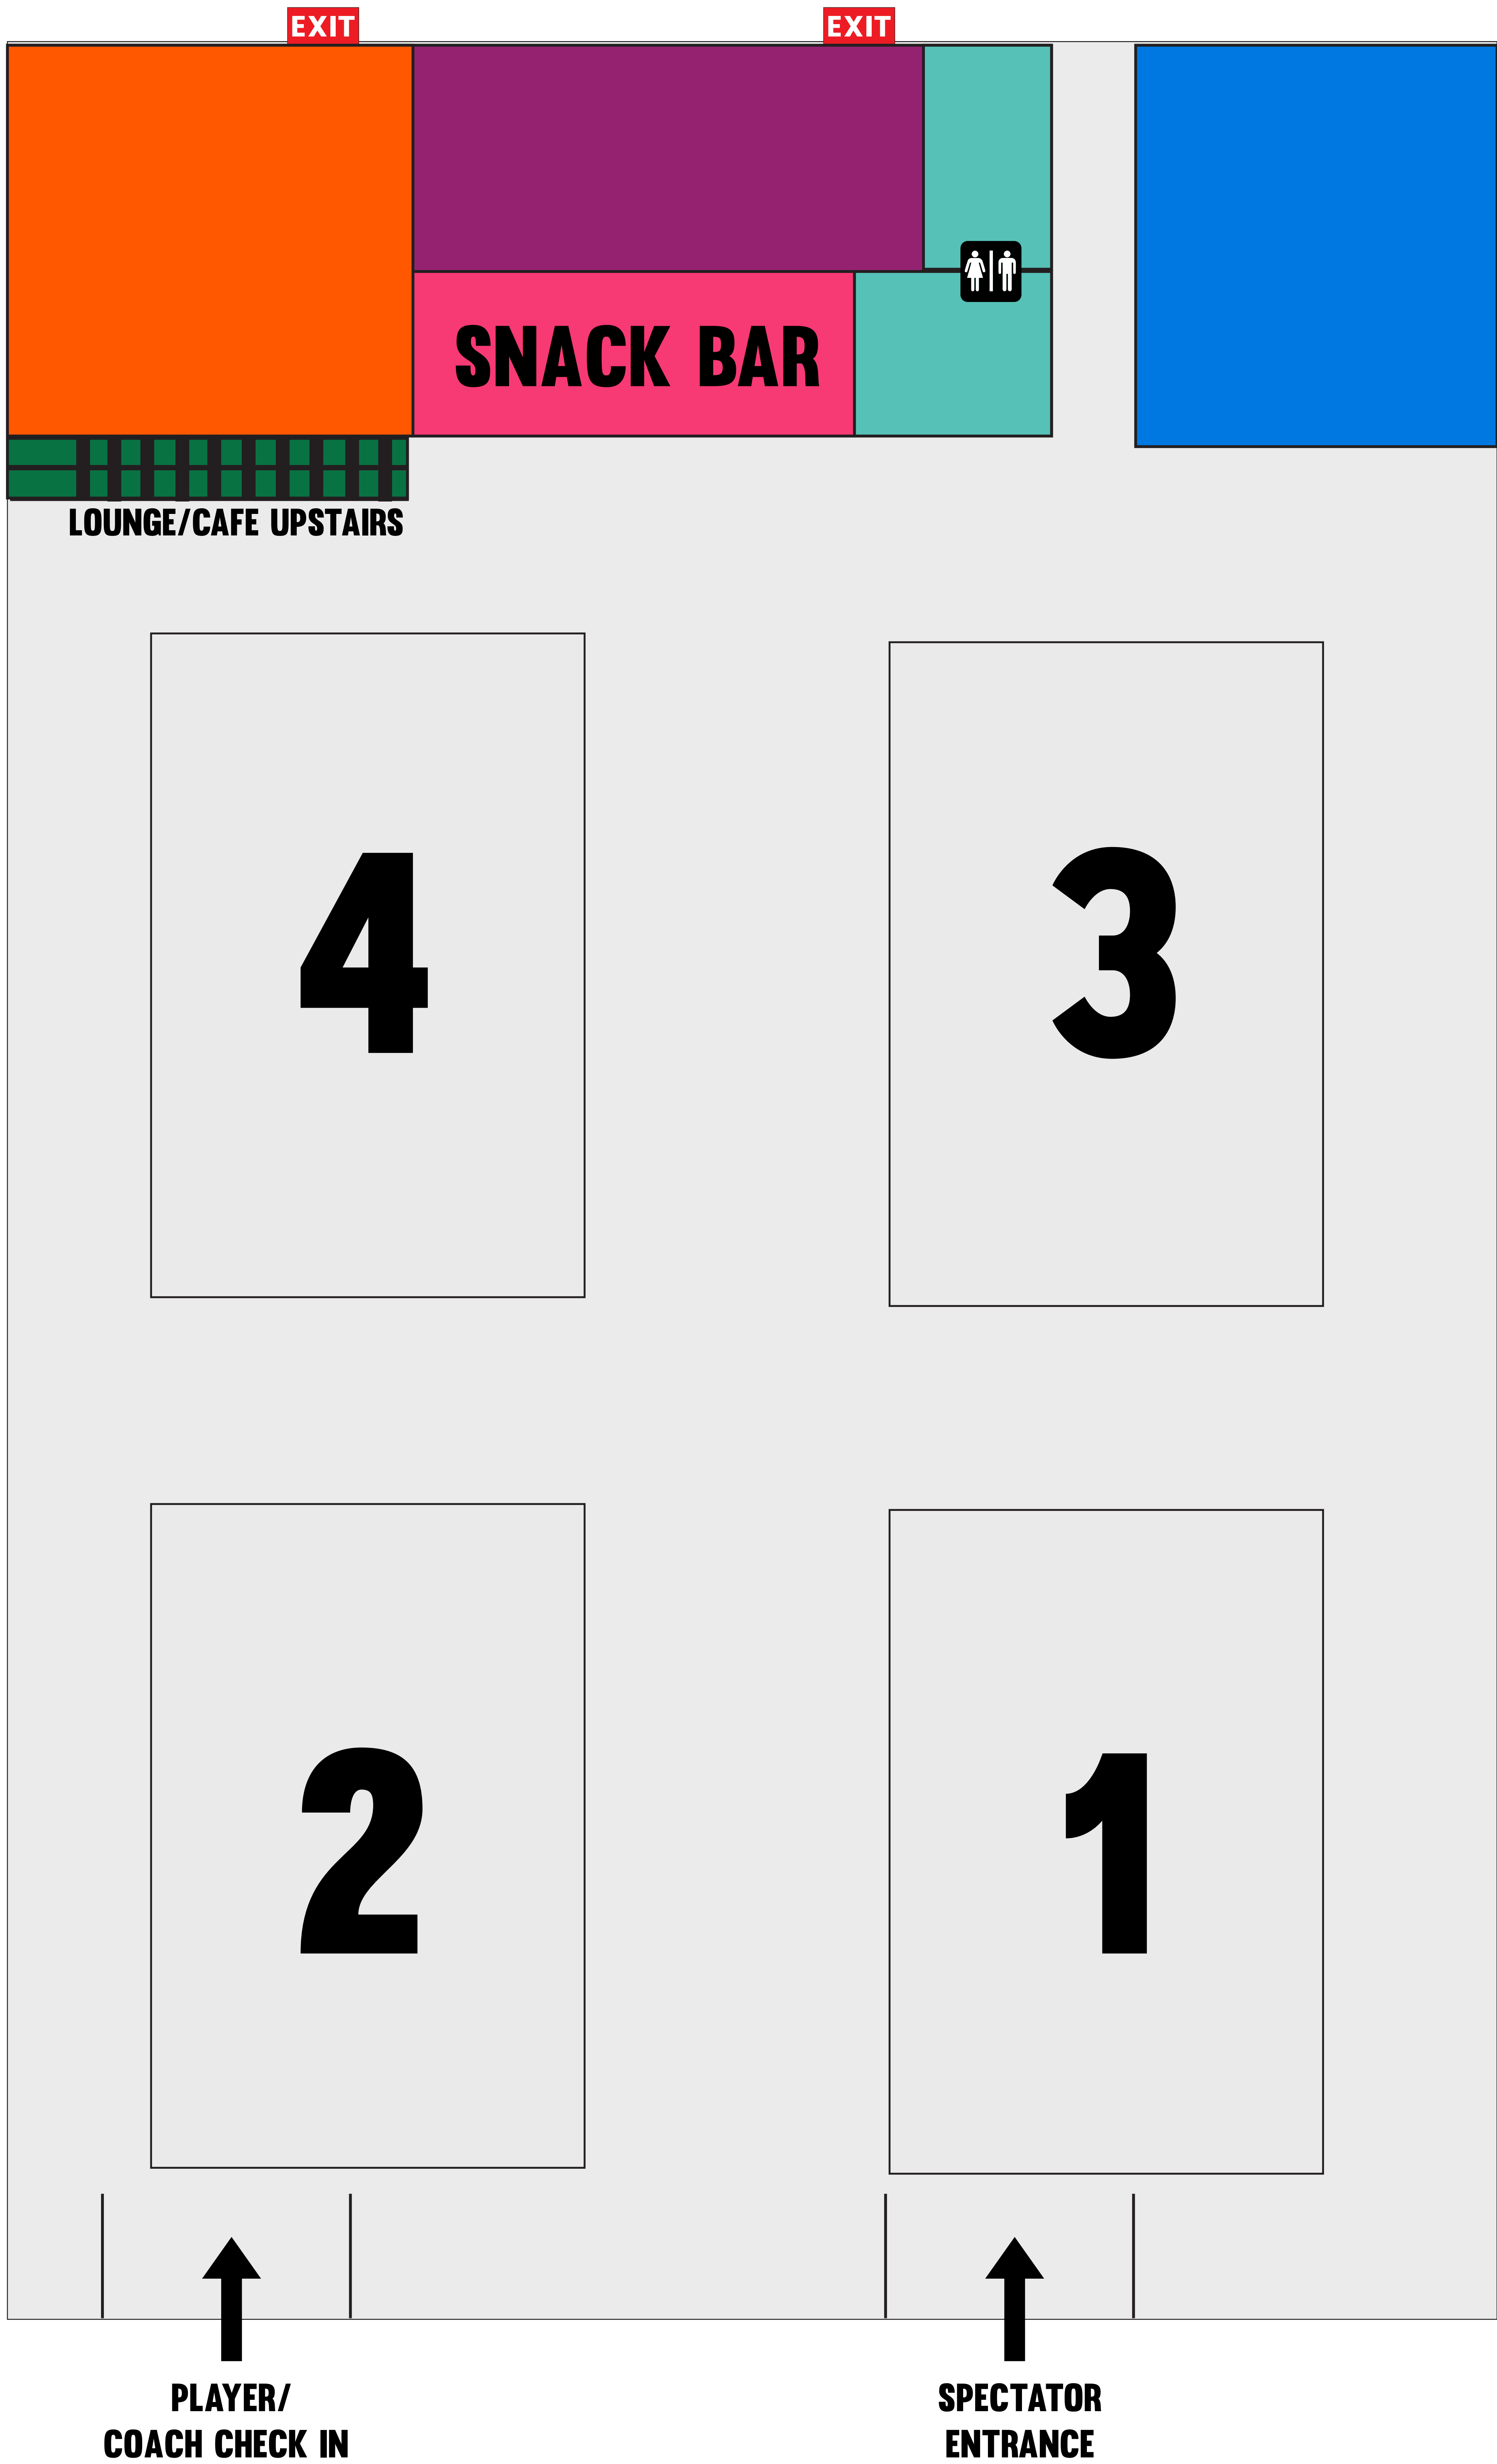 EXIT
EXIT
SNACK BAR
LOUNGE/CAFE UPSTAIRS
4
3
2
1
PLAYER/
COACH CHECK IN
SPECTATOR
ENTRANCE